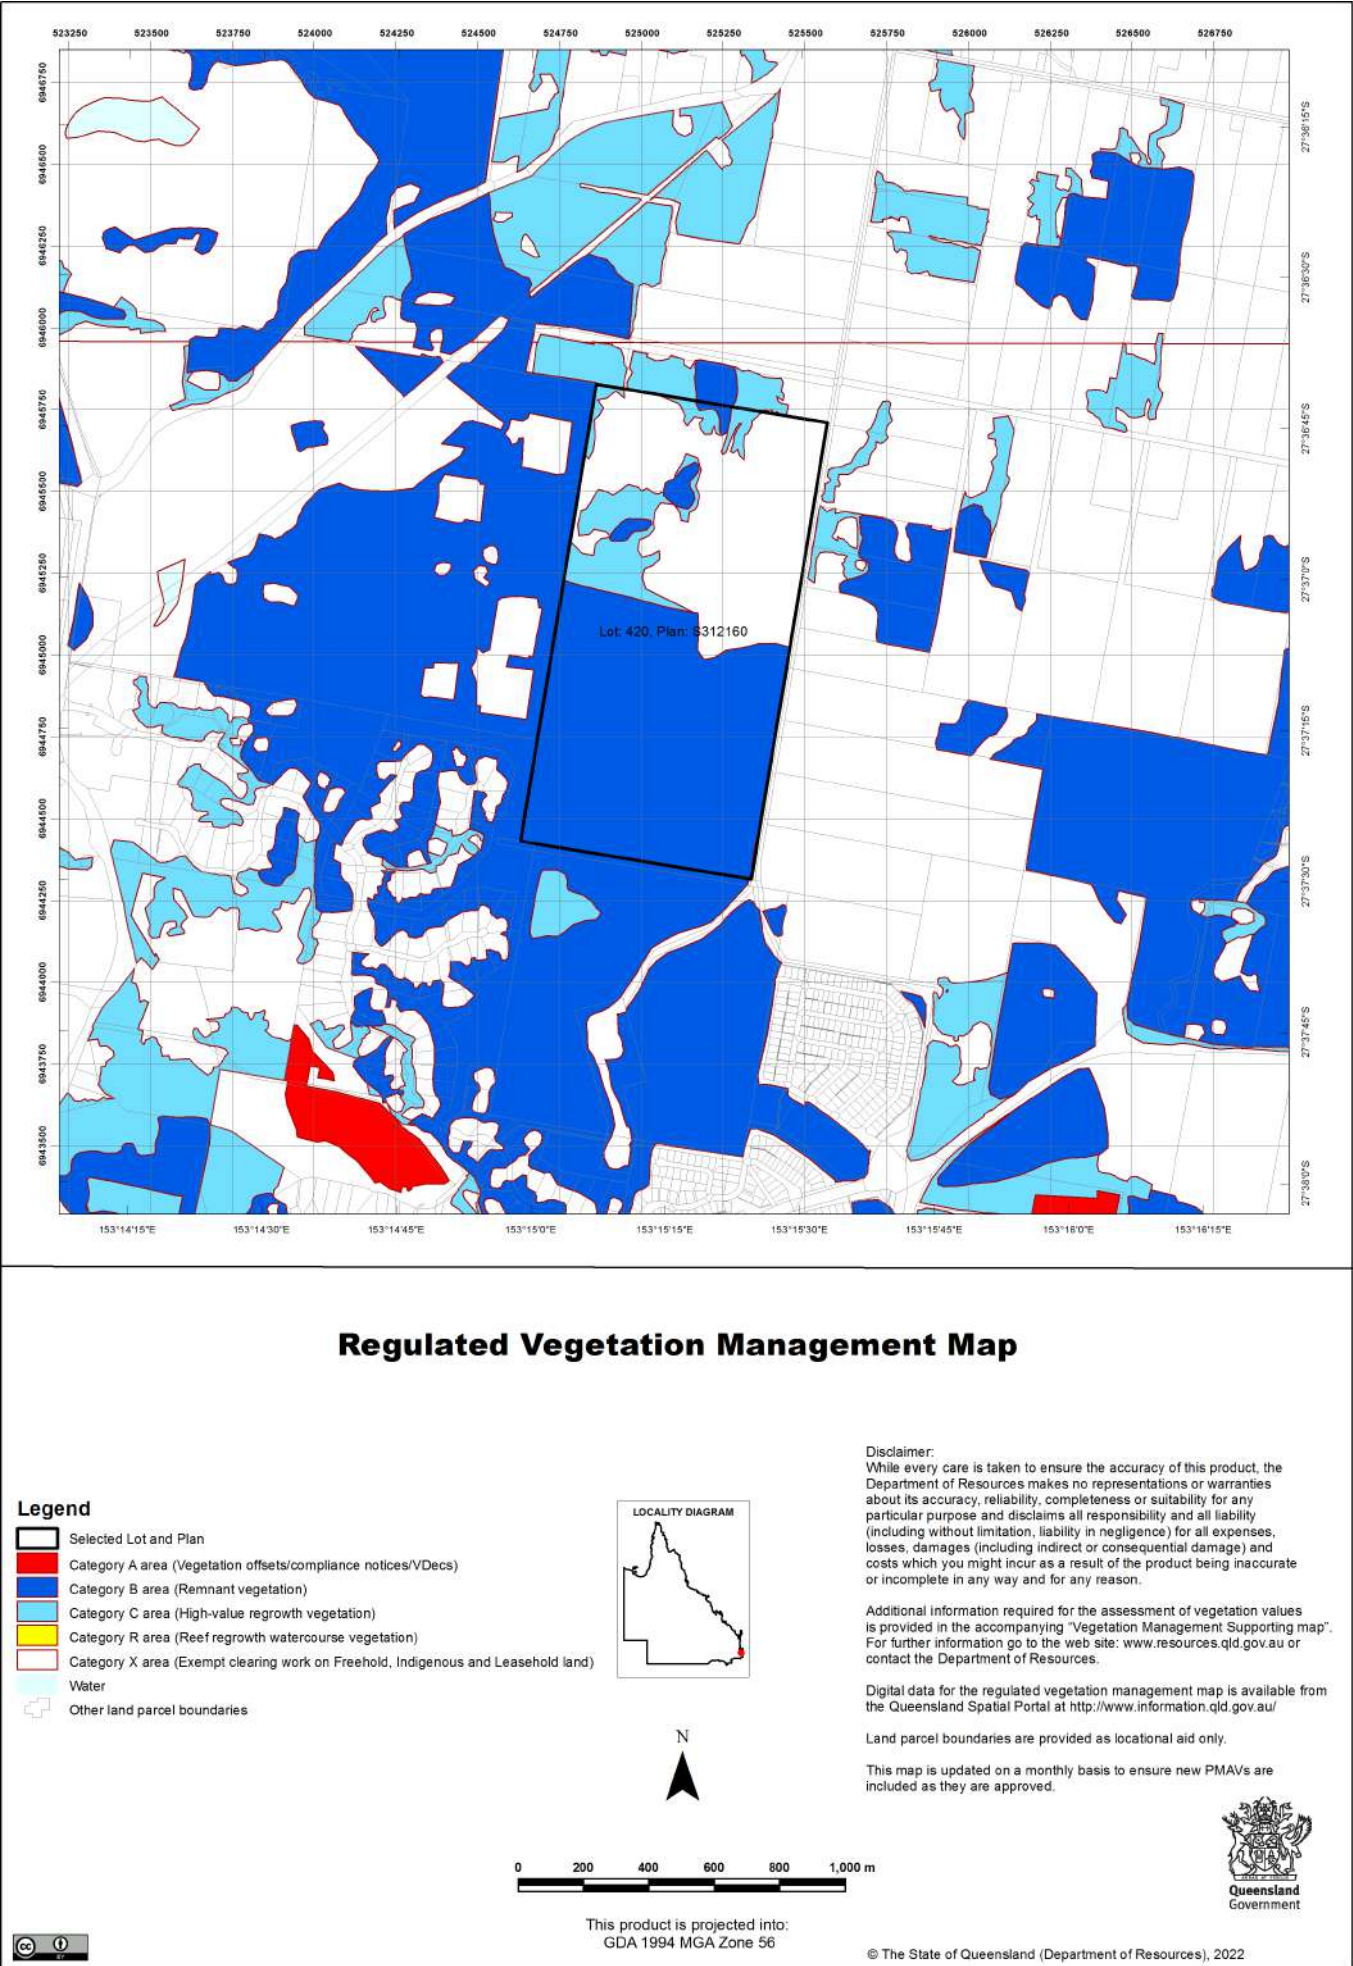 523250 523500 523750 524000 524250 524500 524750 525000 525250 525500 525750 526000 526250 526500 526750
6946750
6946500
6946250
6946000
6945750
6945500
6945250
6945000
6944750
6944500
6944250
6944000
6943750
6943500
27°36'15"S
27°36'30"S
27°36'45"S
27°37'0"S
27°37'15"S
27°37'30"S
27°37'45"S
27°38'0"S
Lot: 420, Plan: S312160
153°14'15"E 153°14'30"E 153°14'45"E 153°15'0"E 153°15'15"E 153°15'30"E 153°15'45"E 153°16'0"E 153°16'15"E
Regulated Vegetation Management Map
Legend
Selected Lot and Plan
Category A area (Vegetation offsets/compliance notices/VDecs)
Category B area (Remnant vegetation)
Category C area (High-value regrowth vegetation)
Category R area (Reef regrowth watercourse vegetation)
Category X area (Exempt clearing work on Freehold, Indigenous and Leasehold land)
Water
Other land parcel boundaries
LOCALITY DIAGRAM
N
0 200 400 600 800 1,000 m
This product is projected into:
GDA 1994 MGA Zone 56
Disclaimer:
While every care is taken to ensure the accuracy of this product, the
Department of Resources makes no representations or warranties
about its accuracy, reliability, completeness or suitability for any
particular purpose and disclaims all responsibility and all liability
(including without limitation, liability in negligence) for all expenses,
losses, damages (including indirect or consequential damage) and
costs which you might incur as a result of the product being inaccurate
or incomplete in any way and for any reason.
Additional information required for the assessment of vegetation values
is provided in the accompanying "Vegetation Management Supporting map".
For further information go to the web site: www.resources.qld.gov.au or
contact the Department of Resources.
Digital data for the regulated vegetation management map is available from
the Queensland Spatial Portal at http://www.information.qld.gov.au/
Land parcel boundaries are provided as locational aid only.
This map is updated on a monthly basis to ensure new PMAVs are
included as they are approved.
Queensland
Government
cc
BY
© The State of Queensland (Department of Resources), 2022